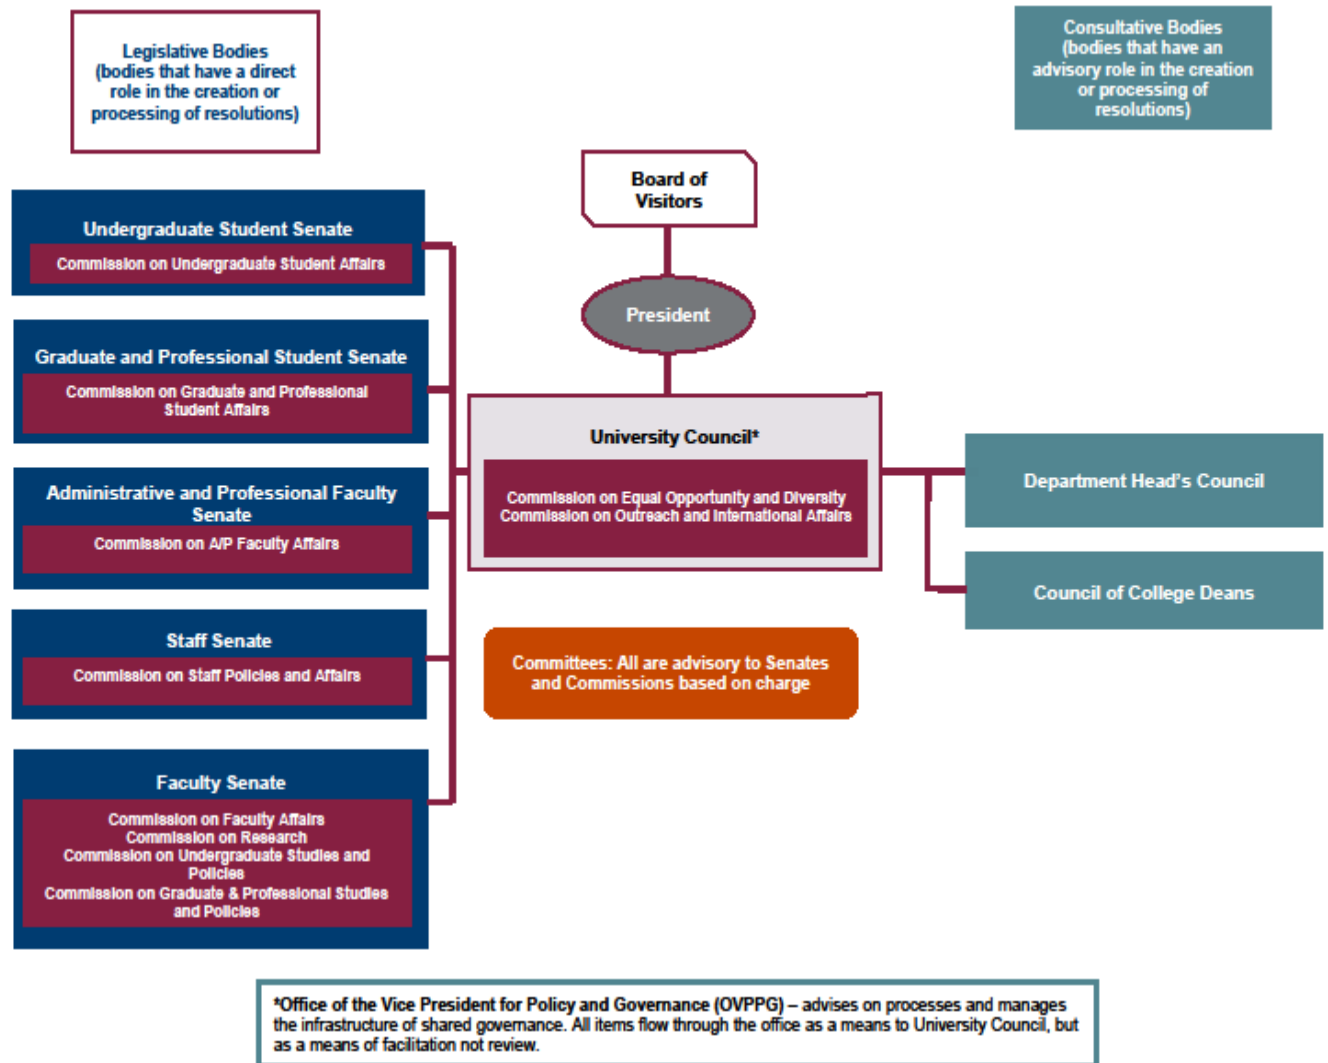 Legislative Bodies
(bodies that have a direct
role in the creation or
processing of resolutions)
Consultative Bodies
(bodies that have an
advisory role in the creation
or processing of
resolutions)
Board of
Visitors
President
Undergraduate Student Senate
Commission on Undergraduate Student Affairs
Graduate and Professional Student Senate
Commission on Graduate and Professional
Student Affairs
Administrative and Professional Faculty
Senate
Commission on A/P Faculty Affairs
Staff Senate
Commission on Staff Policies and Affairs
Faculty Senate
Commission on Faculty Affairs
Commission on Research
Commission on Undergraduate Studies and
Policies
Commission on Graduate & Professional Studies
and Policies
University Council*
Commission on Equal Opportunity and Diversity
Commission on Outreach and International Affairs
Committees: All are advisory to Senates
and Commissions based on charge
Department Head's Council
Council of College Deans
*Office of the Vice President for Policy and Governance (OVPPG) – advises on processes and manages
the infrastructure of shared governance. All items flow through the office as a means to University Council, but
as a means of facilitation not review.